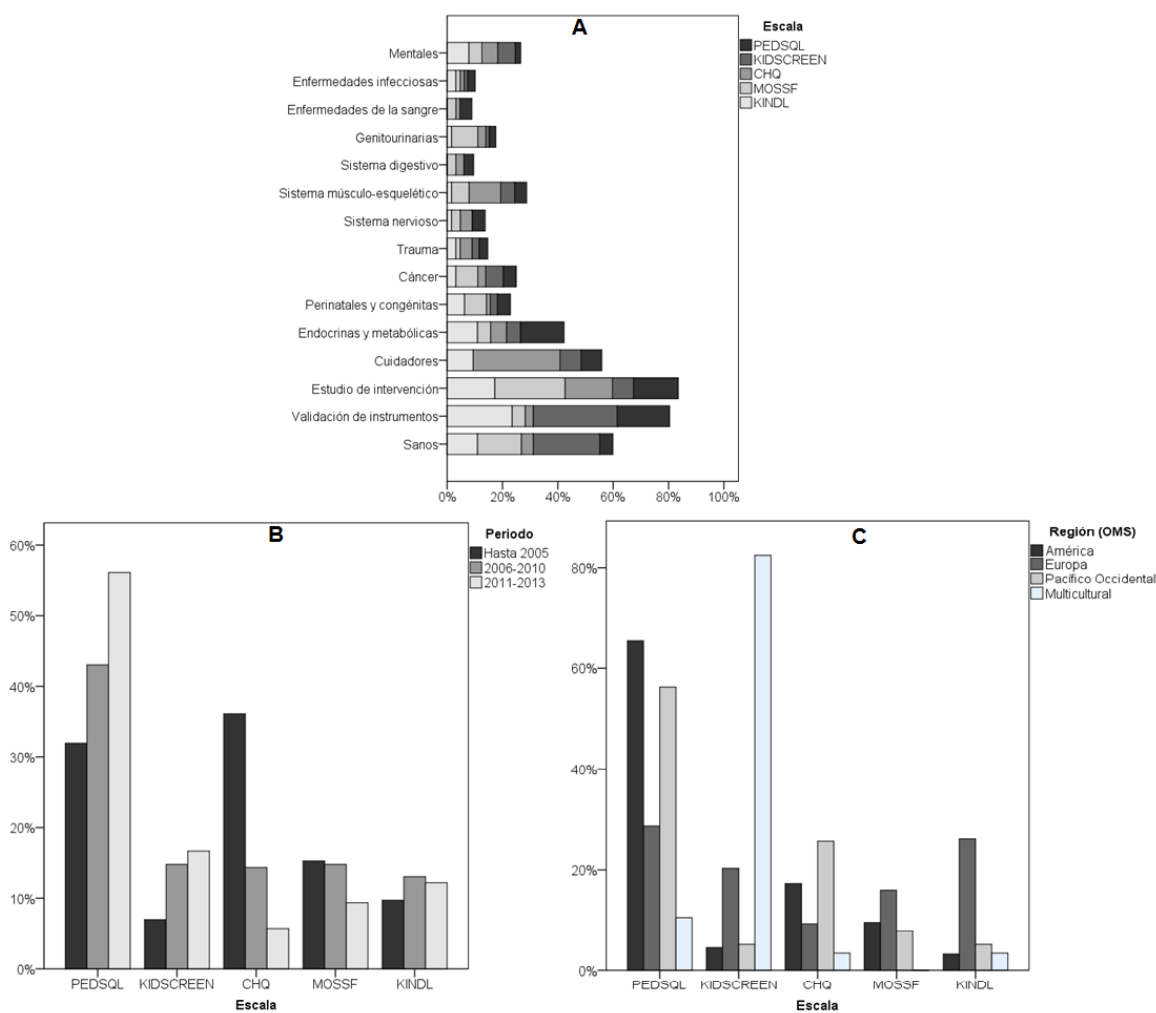 A
Escala
PEDSQL
KIDSCREEN
CHQ
MOSSF
KINDL
Mentales
Enfermedades infecciosas
Enfermedades de la sangre
Genitourinarias
Sistema digestivo
Sistema músculo-esquelético
Sistema nervioso
Trauma
Cáncer
Perinatales y congénitas
Endocrinas y metabólicas
Cuidadores
Estudio de intervención
Validación de instrumentos
Sanos
0% 20% 40% 60% 80% 100%
B
Periodo
Hasta 2005
2006-2010
2011-2013
60%
50%
40%
30%
20%
10%
0%
PEDSQL KIDSCREEN CHQ MOSSF KINDL
Escala
C
Región (OMS)
América
Europa
Pacífico Occidental
Multicultural
80%
60%
40%
20%
0%
PEDSQL KIDSCREEN CHQ MOSSF KINDL
Escala